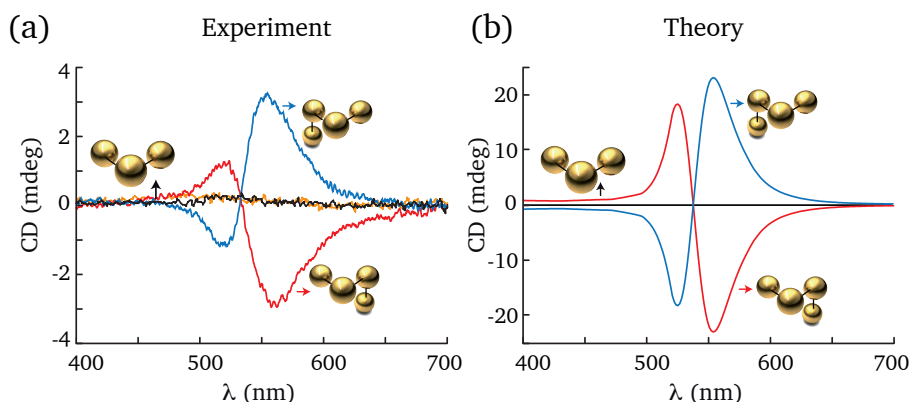 (a) Experiment
4
2
0
-2
-4
CD (mdeg)
400 500 600 700
λ (nm)
(b) Theory
20
10
0
-10
-20
CD (mdeg)
400 500 600 700
λ (nm)